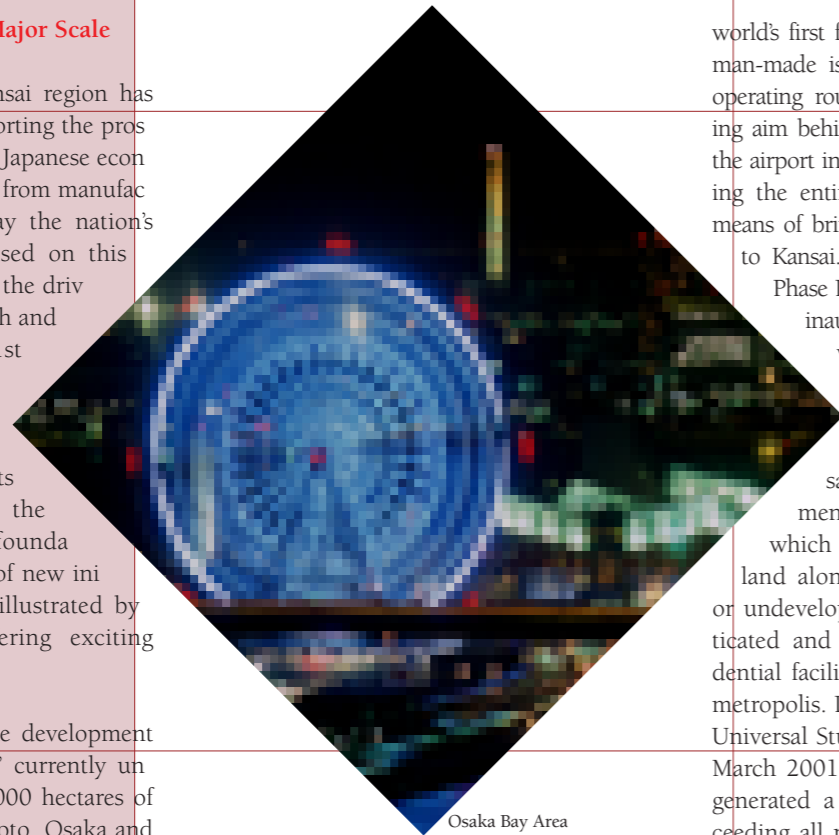 Major Scale
nsai region has
orting the pros
Japanese econ
from manufac
ay the nation's
sed on this
the driv
h and
1st
ts
the
founda
of new ini
illustrated by
ering exciting
e development
currently un
000 hectares of
oto, Osaka and
world's first f
man-made is
operating rou
ing aim behi
the airport in
ing the enti
means of bri
to Kansai.
Phase I
inau
v
sa
men
which
land alon
or undevelop
ticated and
dential facili
metropolis.
Universal Stu
March 2001
generated a
ceeding all
Osaka Bay Area